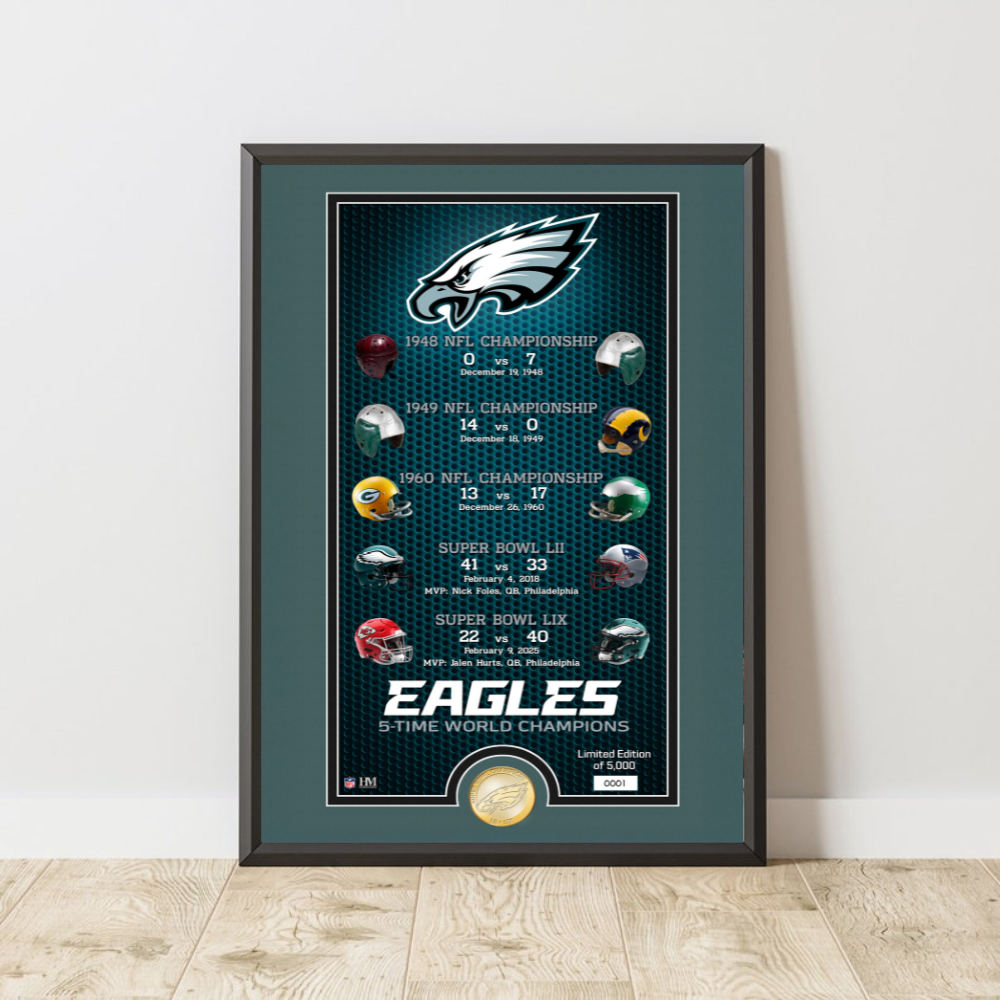 1948 NFL CHAMPIONSHIP
0 vs 7
December 19, 1948
1949 NFL CHAMPIONSHIP
14 vs 0
December 18, 1949
1960 NFL CHAMPIONSHIP
13 vs 17
December 26, 1960
SUPER BOWL LII
41 vs 33
February 4, 2018
MVP: Nick Foles, QB, Philadelphia
SUPER BOWL LIX
22 vs 40
February 9, 2025
MVP: Jalen Hurts, QB, Philadelphia
EAGLES
5-TIME WORLD CHAMPIONS
Limited Edition
of 5,000
0001
NFL HM